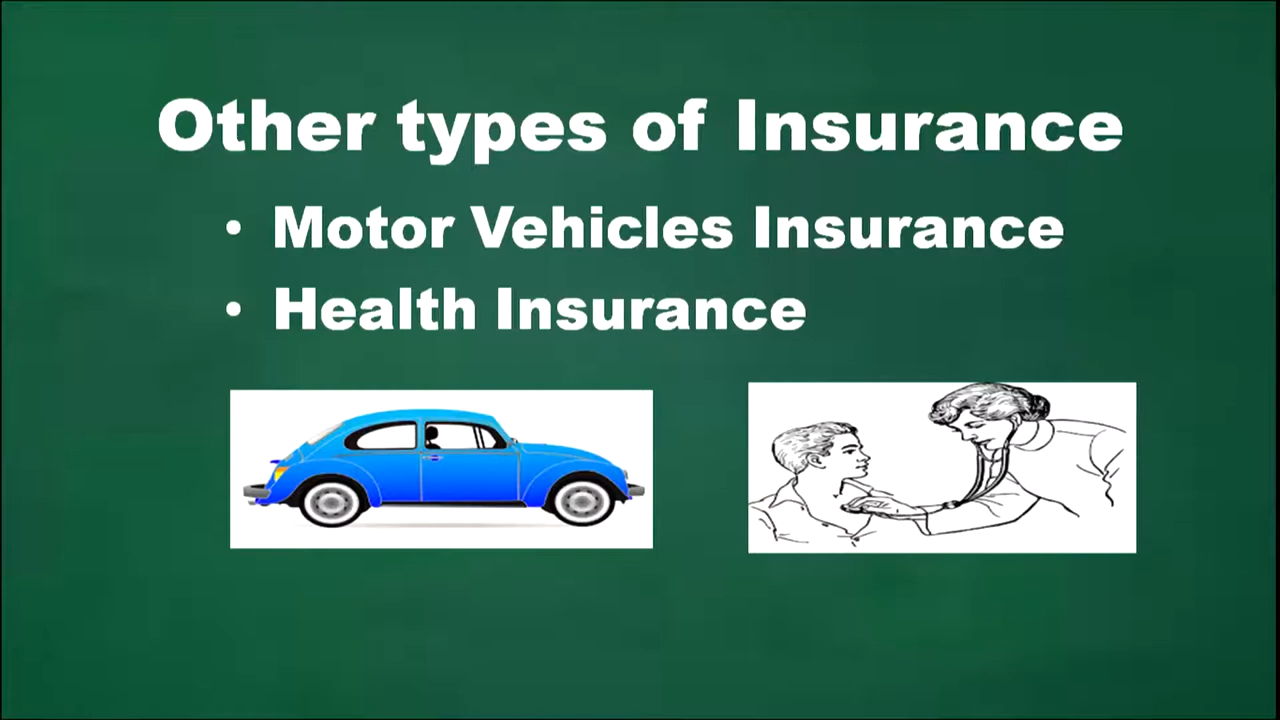 Other types of Insurance
• Motor Vehicles Insurance
• Health Insurance